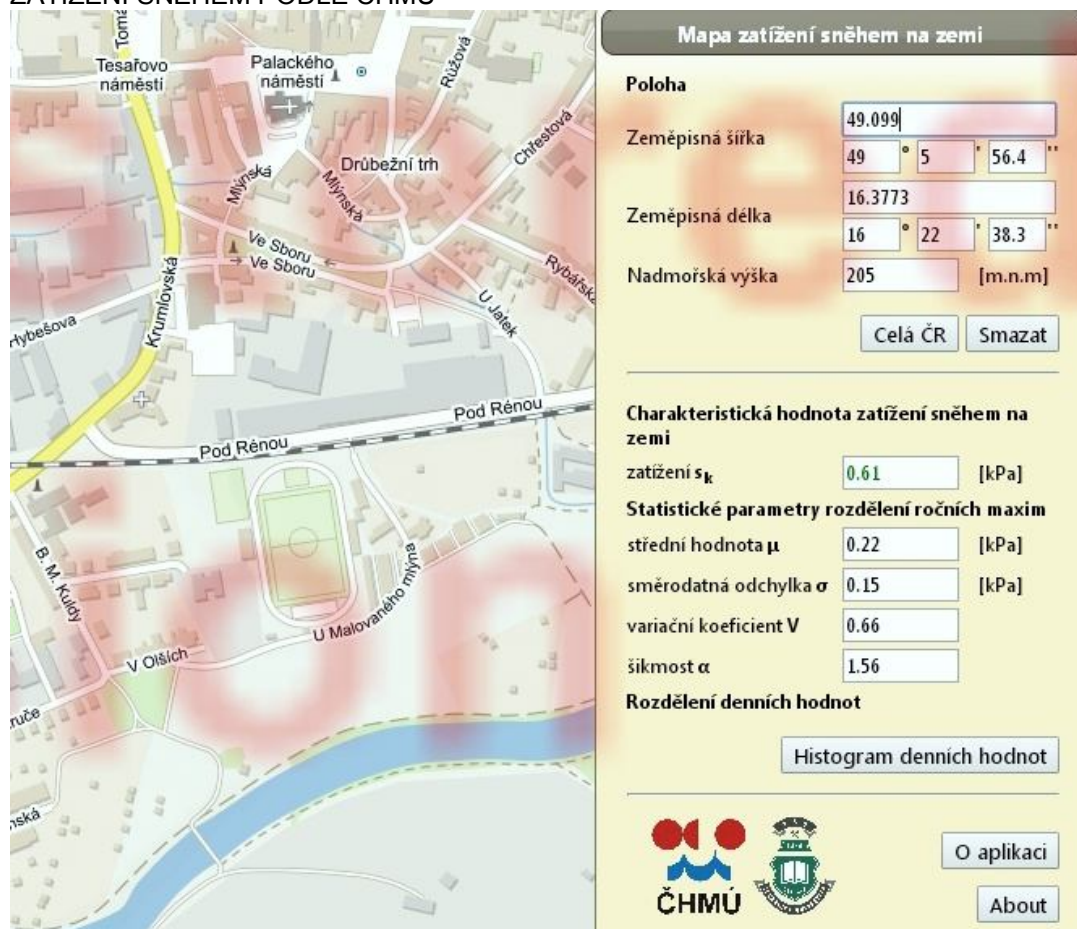 ZATÍŽENÍ SNĚHEM PODLE ČHMÚ
Tomá
Tesařovo
náměstí
Palackého
náměstí
Růžová
Chřestová
Drůbežní trh
Mlýnská
Mlýnská
Ve Sboru
Ve Sboru
Rybářská
U Jatek
Krumlovská
Hybešova
Pod Rénou
Pod Rénou
B. M. Kuldy
U Malovaného mlýna
V Olších
ruče
nská
Mapa zatížení sněhem na zemi
Poloha
Zeměpisná šířka
49.099
49 ° 5 ' 56.4 ''
Zeměpisná délka
16.3773
16 ° 22 ' 38.3 ''
Nadmořská výška 205 [m.n.m]
Celá ČR Smazat
Charakteristická hodnota zatížení sněhem na
zemi
zatížení sk 0.61 [kPa]
Statistické parametry rozdělení ročních maxim
střední hodnota μ 0.22 [kPa]
směrodatná odchylka σ 0.15 [kPa]
variační koeficient V 0.66
šikmost α 1.56
Rozdělení denních hodnot
Histogram denních hodnot
ČHMÚ
O aplikaci
About